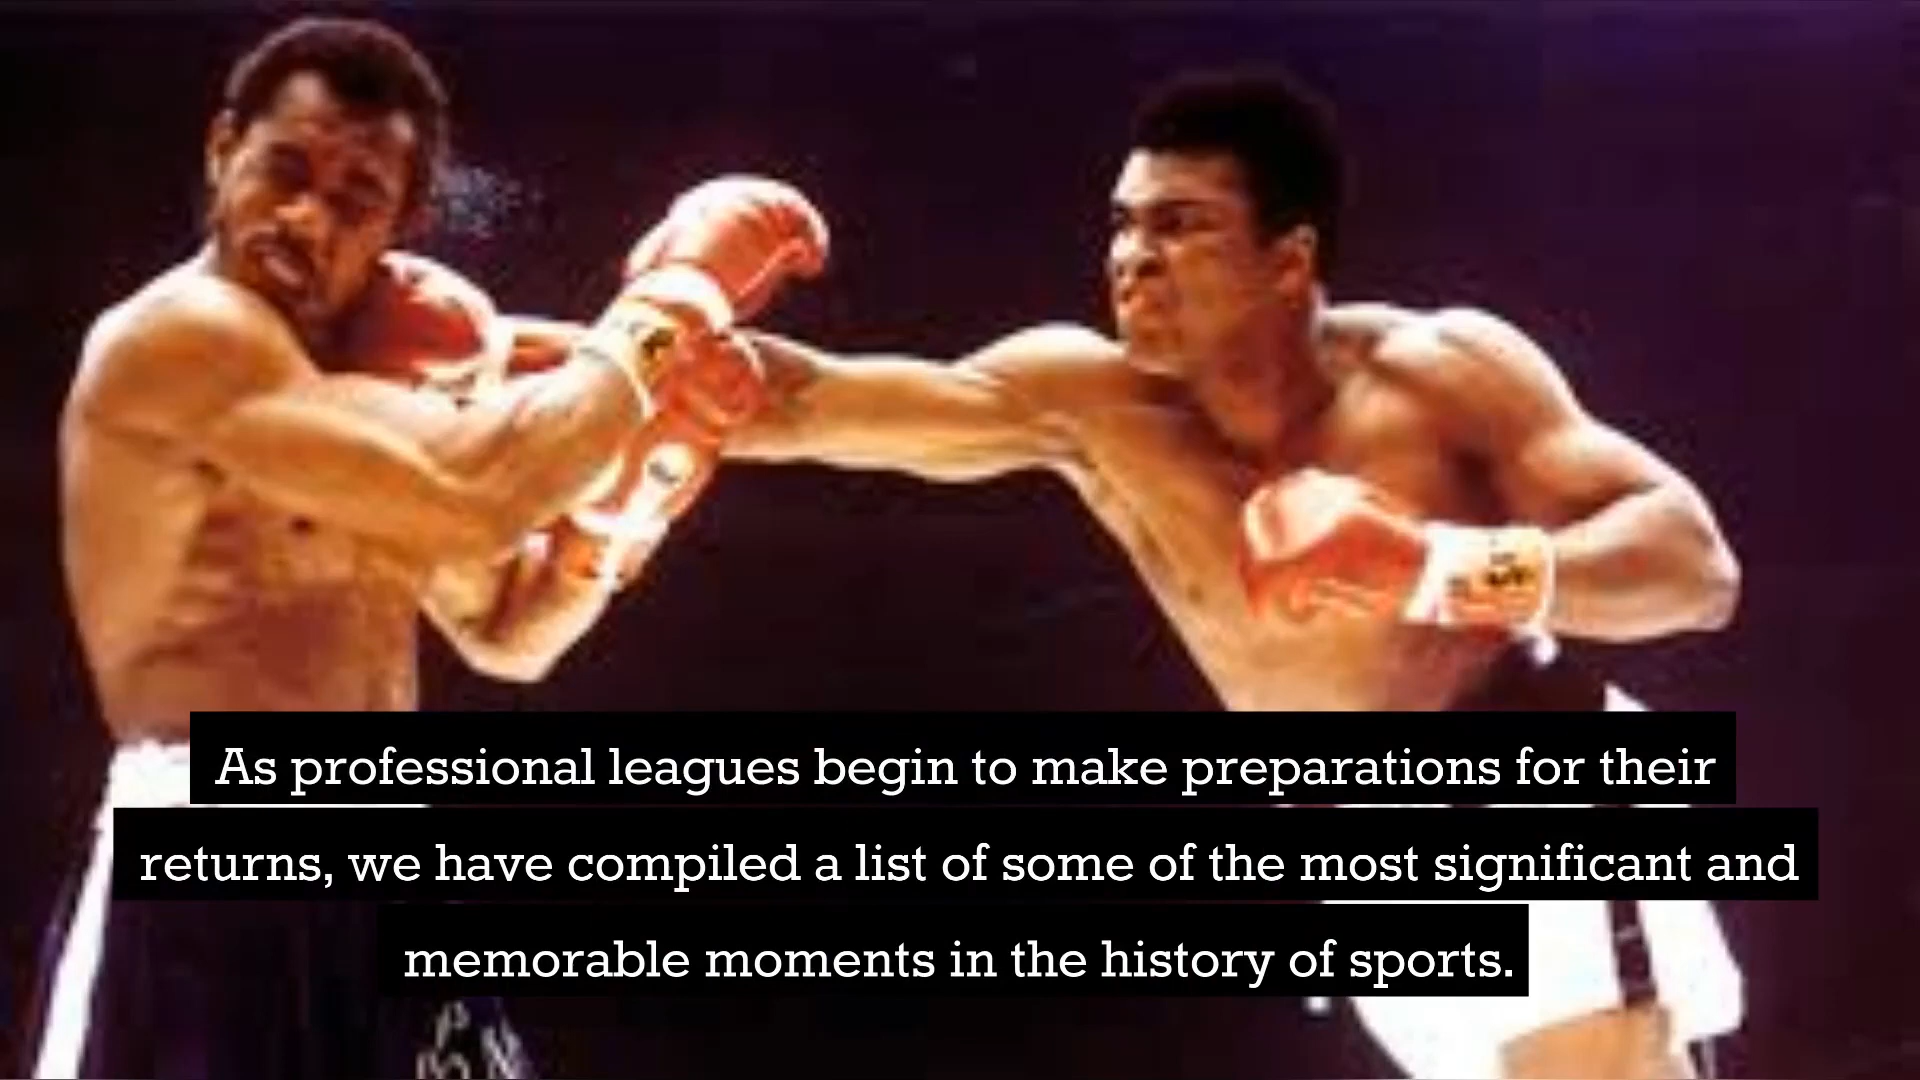 As professional leagues begin to make preparations for their
returns, we have compiled a list of some of the most significant and
memorable moments in the history of sports.